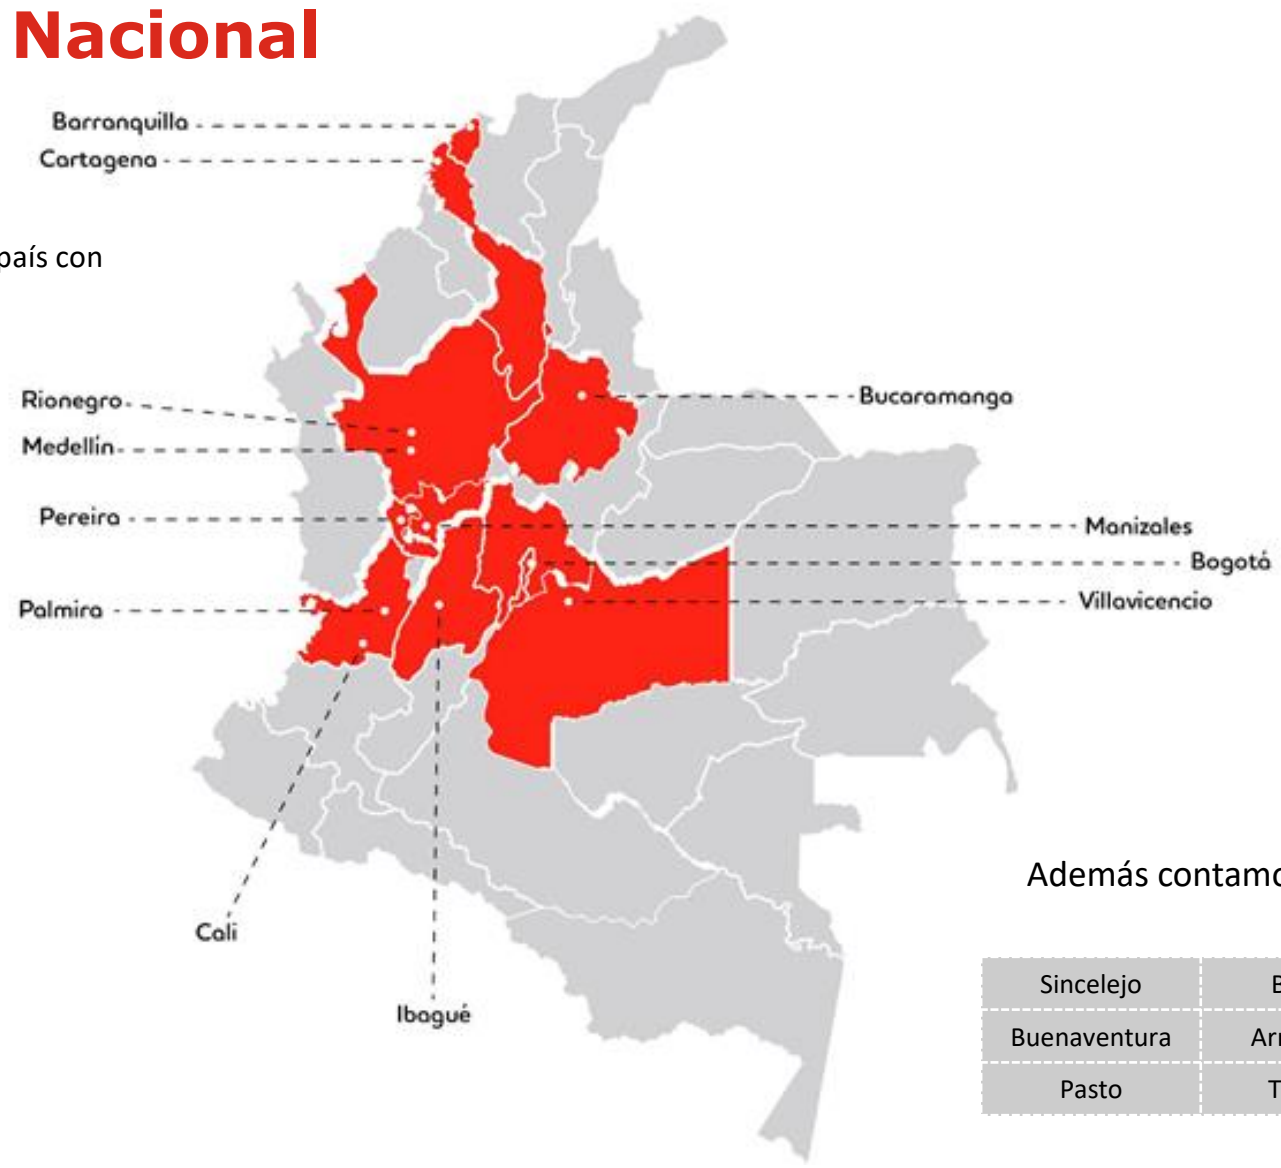 Nacional
Barranquilla
Cartagena
país con
Rionegro
Bucaramanga
Medellín
Pereira
Manizales
Bogotá
Palmira
Villavicencio
Cali
Ibagué
Además contamo
Sincelejo B
Buenaventura Arr
Pasto T